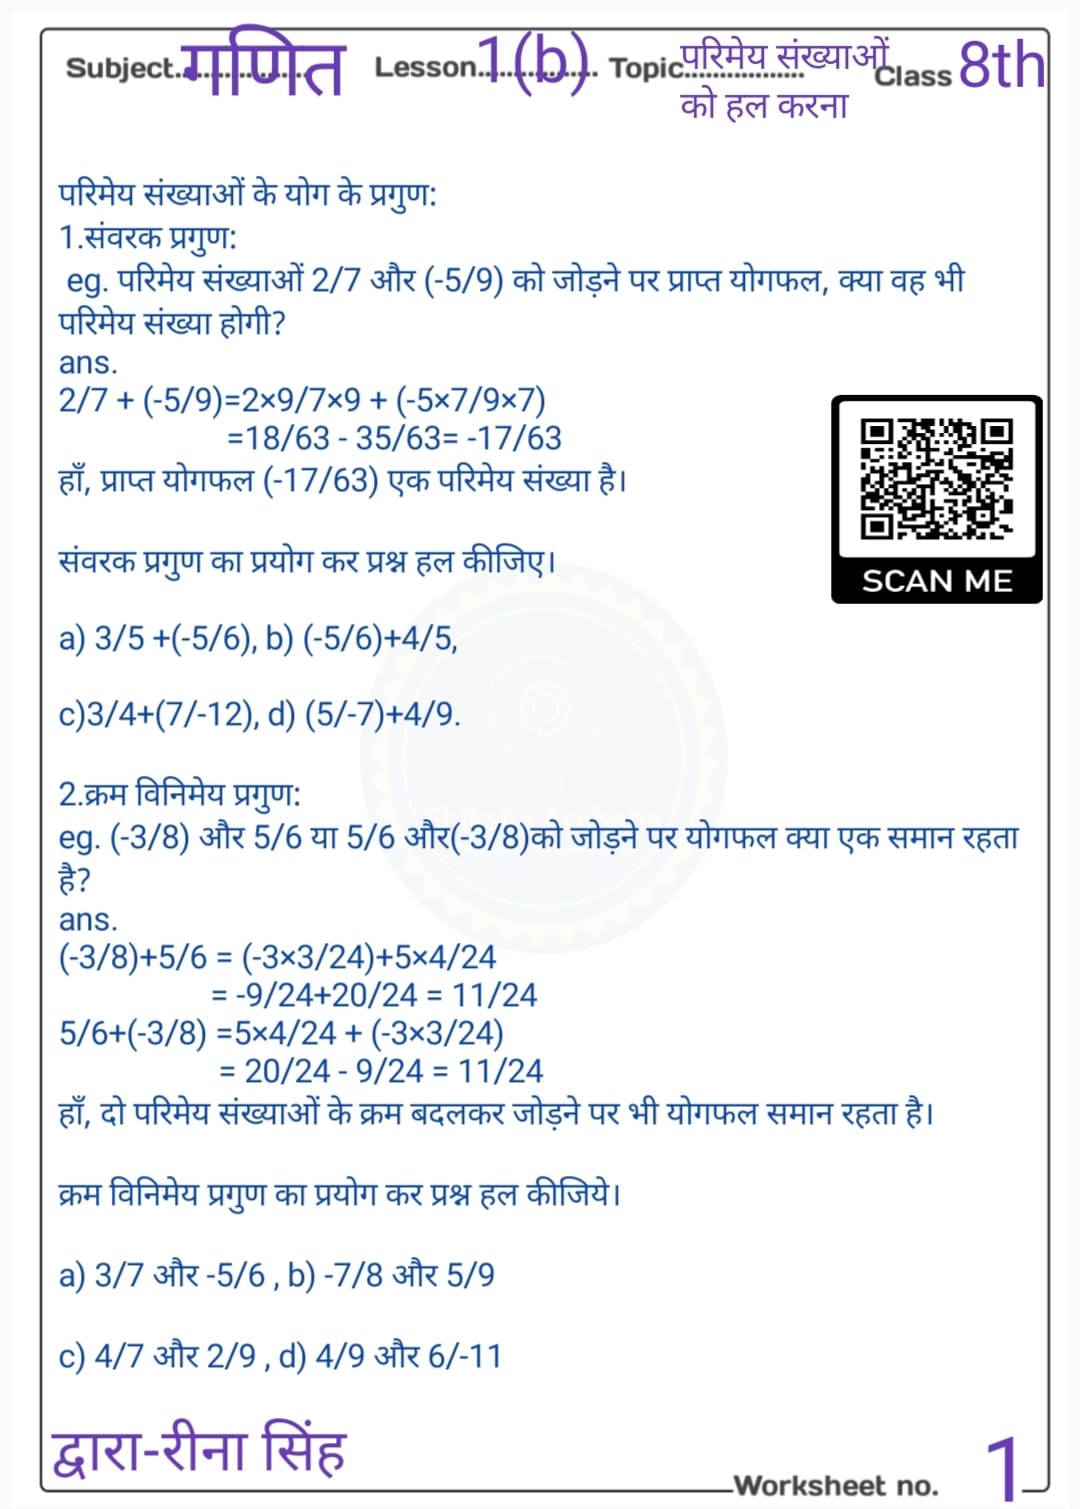 Subject.गणित Lesson.1(b). Topic. परिमेय संख्याओं को हल करना Class 8th
परिमेय संख्याओं के योग के प्रगुण:
1.संवरक प्रगुण:
eg. परिमेय संख्याओं 2/7 और (-5/9) को जोड़ने पर प्राप्त योगफल, क्या वह भी
परिमेय संख्या होगी?
ans.
2/7 + (-5/9)=2×9/7×9 + (-5×7/9×7)
=18/63 - 35/63= -17/63
हाँ, प्राप्त योगफल (-17/63) एक परिमेय संख्या है।
SCAN ME
संवरक प्रगुण का प्रयोग कर प्रश्न हल कीजिए।
a) 3/5 +(-5/6), b) (-5/6)+4/5,
c)3/4+(7/-12), d) (5/-7)+4/9.
2.क्रम विनिमेय प्रगुण:
eg. (-3/8) और 5/6 या 5/6 और(-3/8)को जोड़ने पर योगफल क्या एक समान रहता
है?
ans.
(-3/8)+5/6 = (-3×3/24)+5×4/24
= -9/24+20/24 = 11/24
5/6+(-3/8) =5×4/24 + (-3×3/24)
= 20/24 - 9/24 = 11/24
हाँ, दो परिमेय संख्याओं के क्रम बदलकर जोड़ने पर भी योगफल समान रहता है।
क्रम विनिमेय प्रगुण का प्रयोग कर प्रश्न हल कीजिये।
a) 3/7 और -5/6 , b) -7/8 और 5/9
c) 4/7 और 2/9 , d) 4/9 और 6/-11
द्वारा-रीना सिंह
Worksheet no. 1